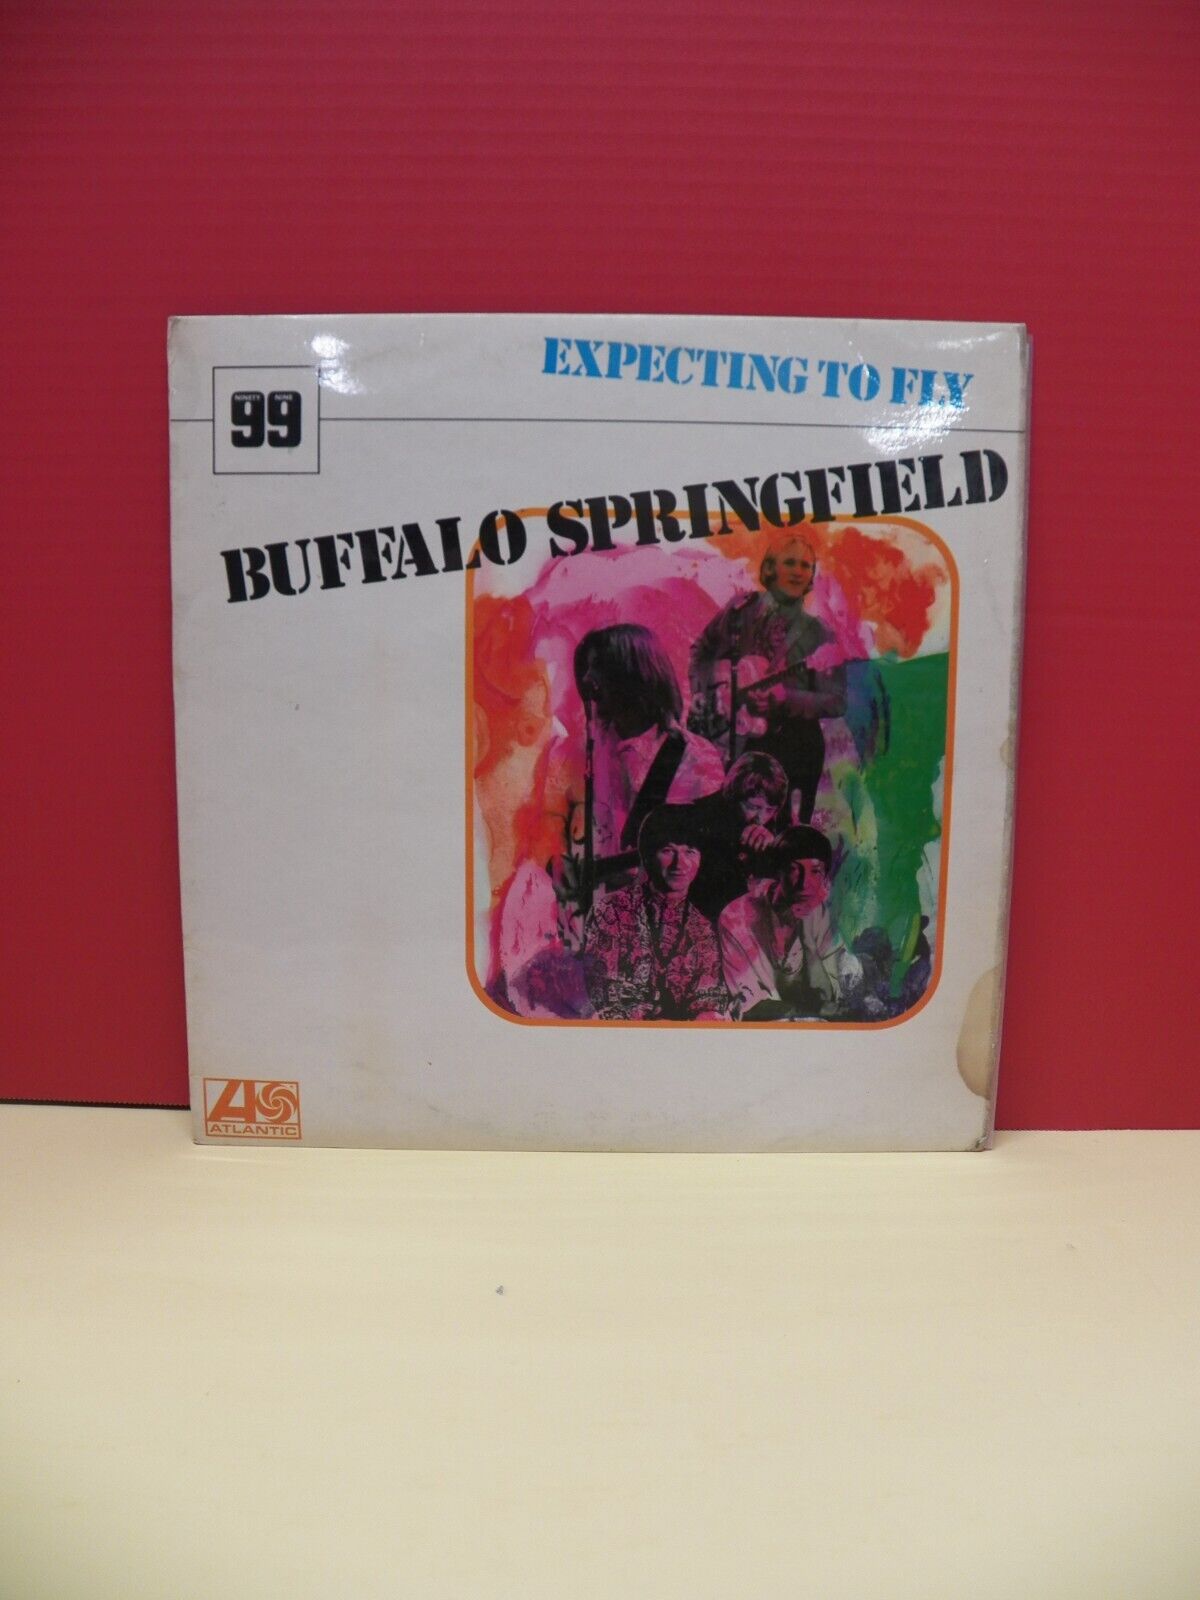 EXPECTING TO FLY
NINETY NINE
99
BUFFALO SPRINGFIELD
ATLANTIC